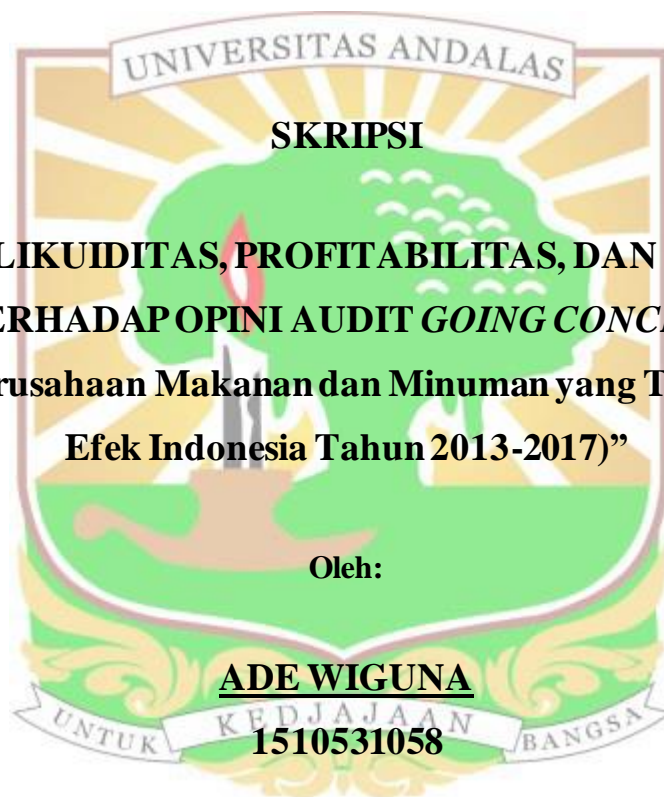 UNIVERSITAS ANDALAS
SKRIPSI
LIKUIDITAS, PROFITABILITAS, DAN
ERHADAP OPINI AUDIT GOING CONC
rusahaan Makanan dan Minuman yang T
Efek Indonesia Tahun 2013-2017)”
Oleh:
ADE WIGUNA
1510531058
UNTUK KEDJAJAAN BANGSA